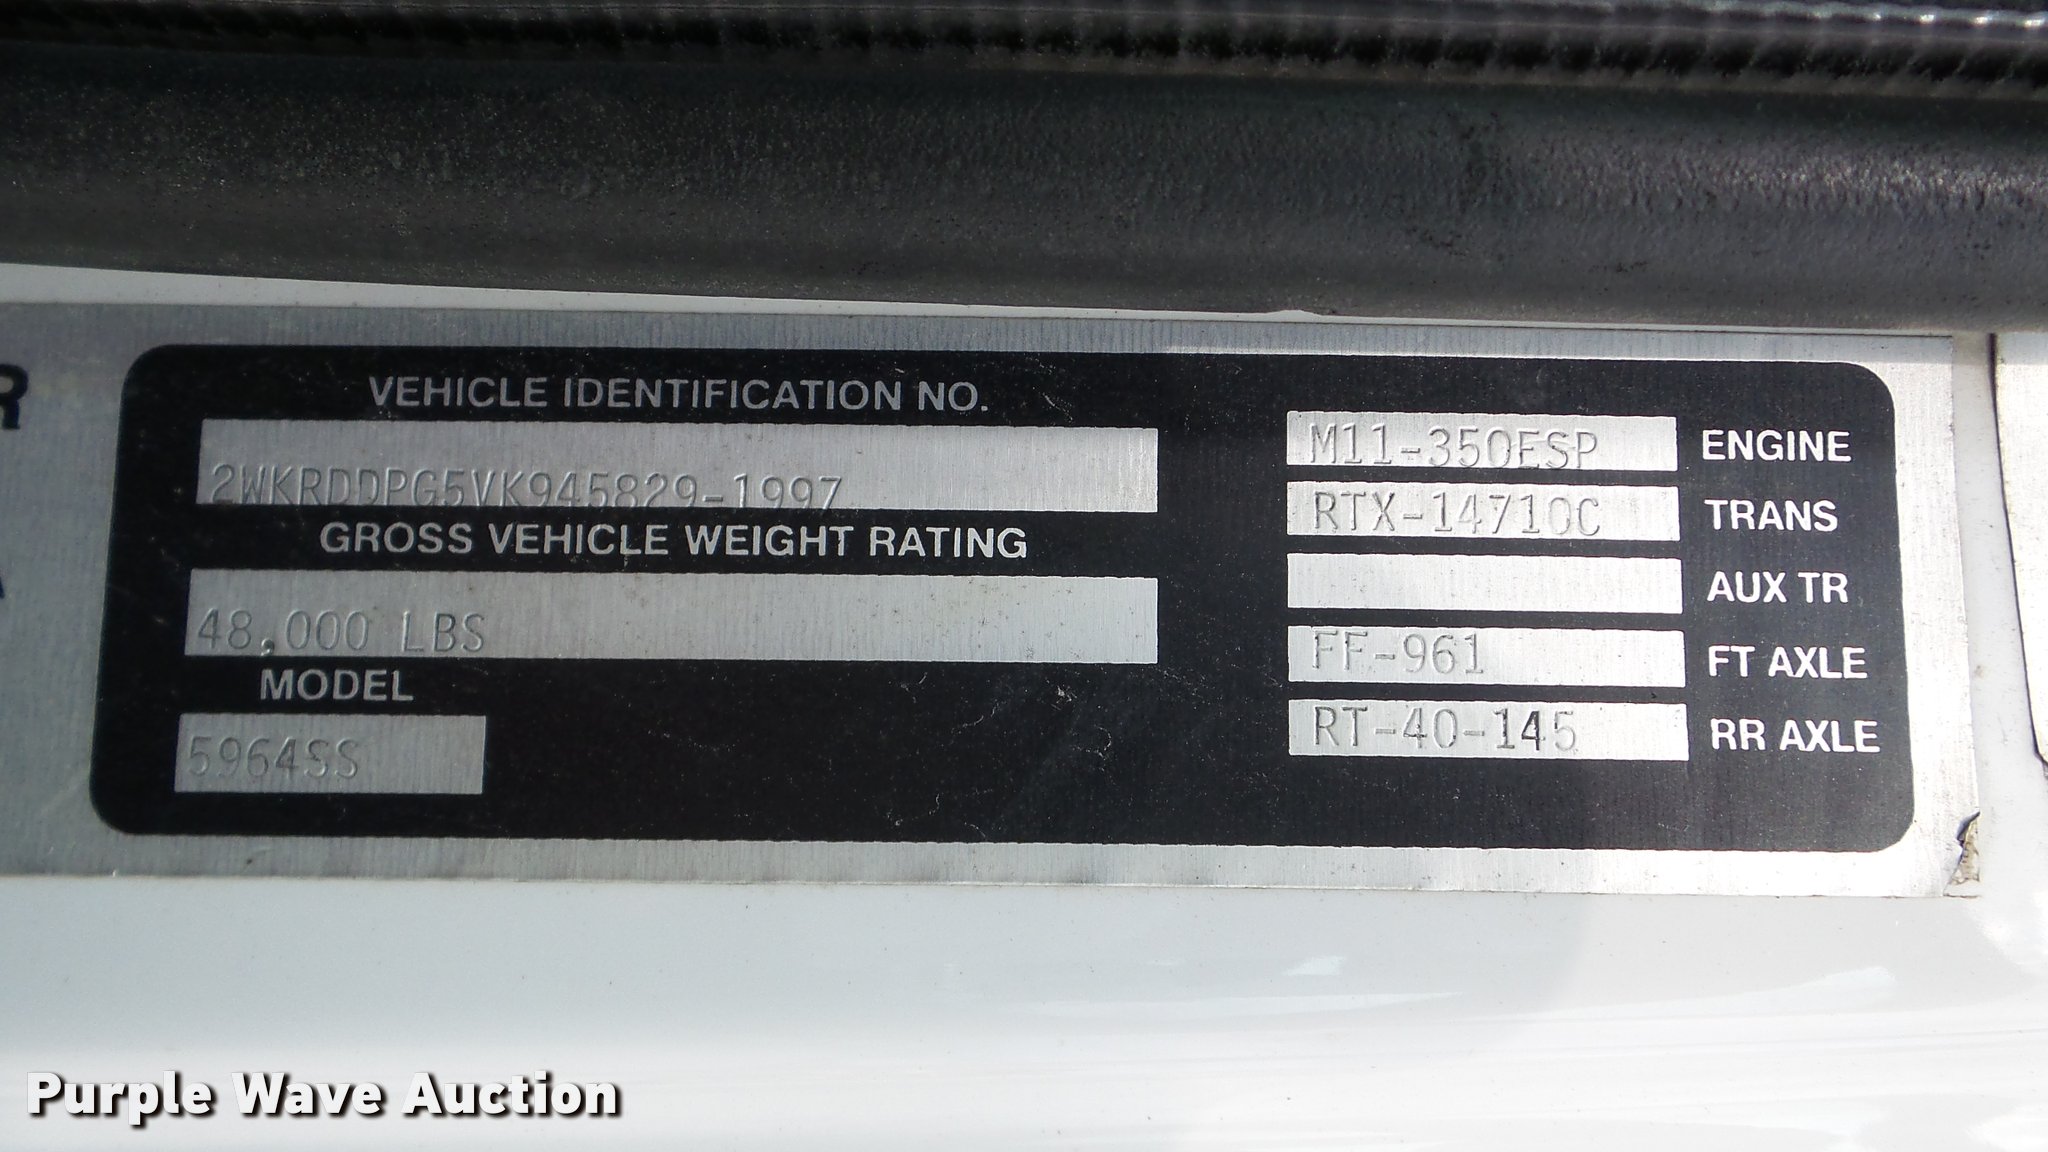 R
VEHICLE IDENTIFICATION NO.
2WKRDDPG5VK945829-1997
GROSS VEHICLE WEIGHT RATING
48,000 LBS
MODEL
5964SS
M11-350ESP ENGINE
RTX-14710C TRANS
AUX TR
FF-961 FT AXLE
RT-40-145 RR AXLE
Purple Wave Auction